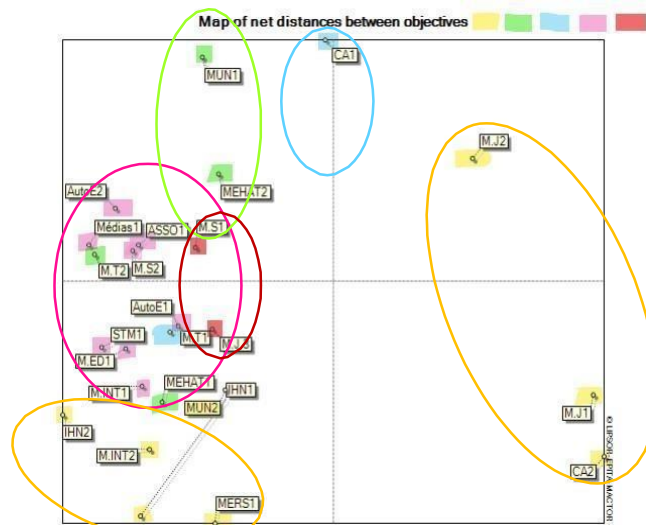 Map of net distances between objectives
CA1
MUN1
M.J2
MEHAT2
AutoE2
Médias1
ASSO1
M.S1
M.T2
M.S2
AutoE1
STM1
M.T1
M.J.3
M.ED1
M.INT1
MEHAT1
IHN1
MUN2
M.J1
IHN2
M.INT2
CA2
MERS1
© LIPSOR-EPITA-MACTOR